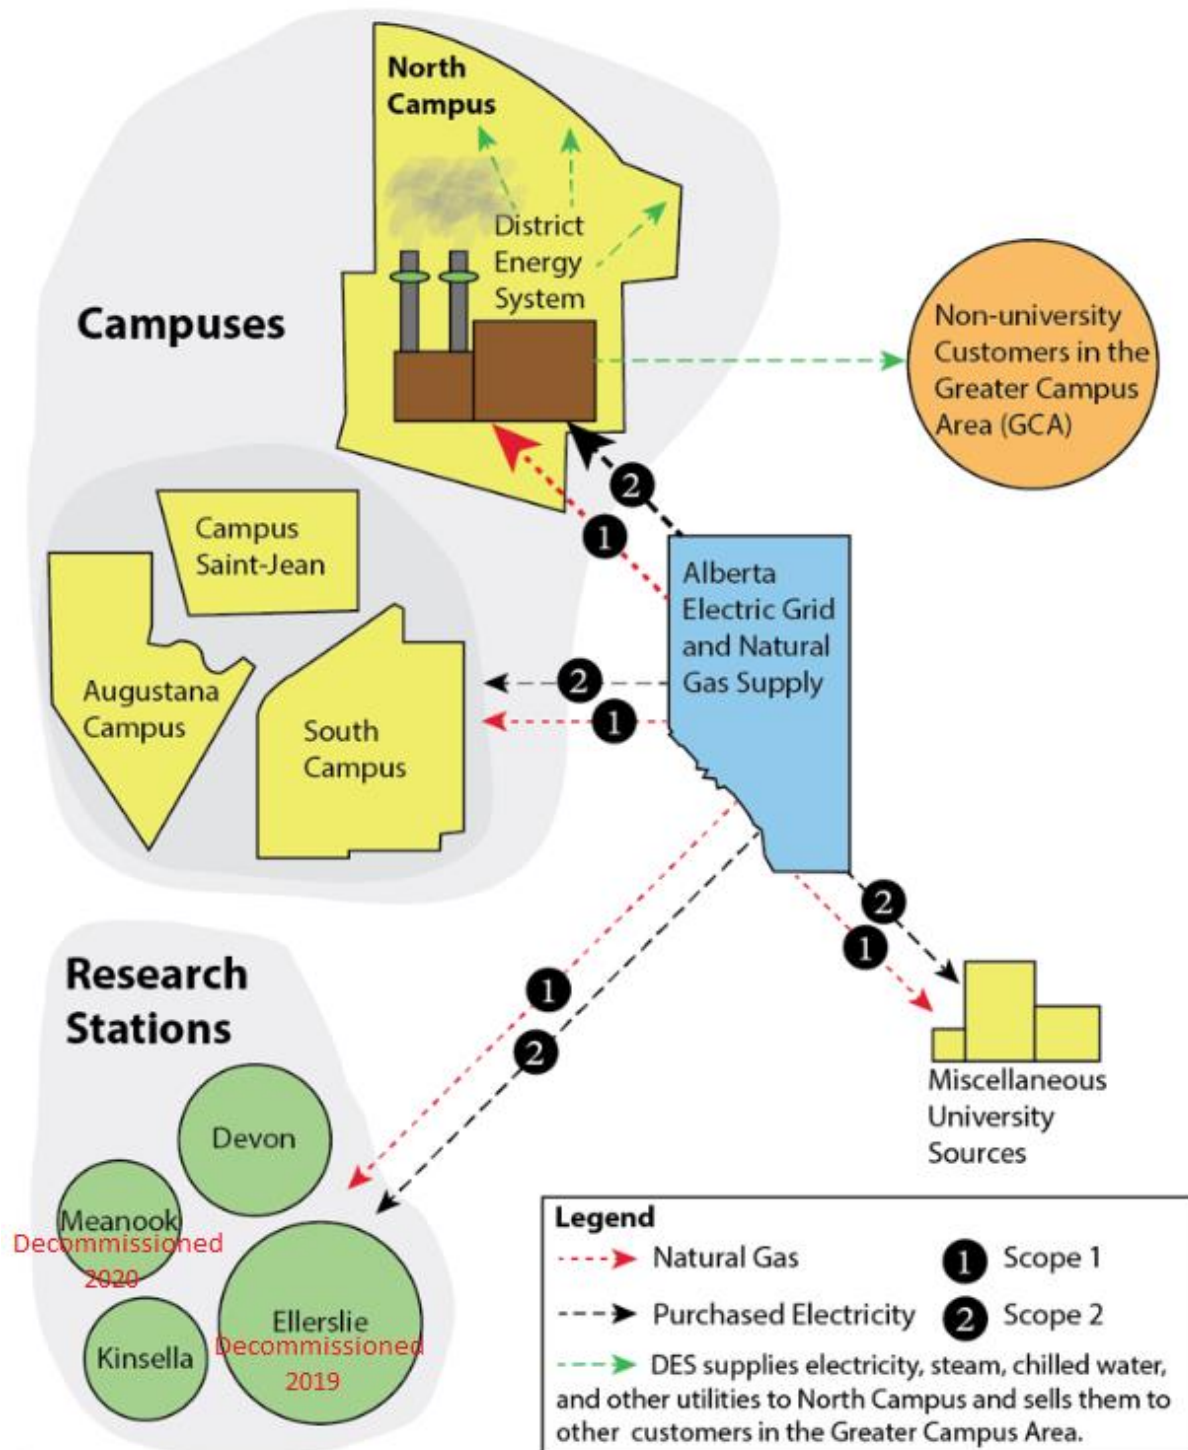 North
Campus
District
Energy
System
Campuses
Non-university
Customers in the
Greater Campus
Area (GCA)
2
1
Campus
Saint-Jean
Augustana
Campus
South
Campus
Alberta
Electric Grid
and Natural
Gas Supply
2
1
2
1
1
2
Miscellaneous
University
Sources
Research
Stations
Devon
Meanook
Decommissioned
2020
Kinsella
Ellerslie
Decommissioned
2019
Legend
Natural Gas
1 Scope 1
Purchased Electricity
2 Scope 2
DES supplies electricity, steam, chilled water,
and other utilities to North Campus and sells them to
other customers in the Greater Campus Area.